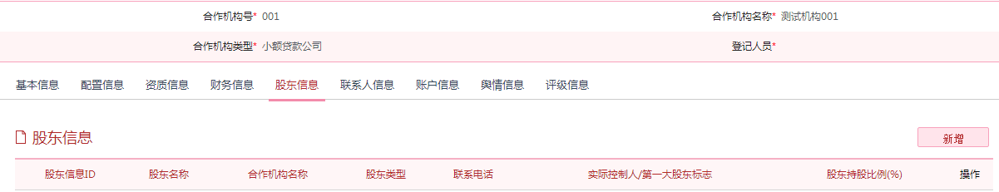 合作机构号* 001 合作机构名称* 测试机构001
合作机构类型* 小额贷款公司 登记人员*
基本信息 配置信息 资质信息 财务信息 股东信息 联系人信息 账户信息 舆情信息 评级信息
股东信息 新增
股东信息ID 股东名称 合作机构名称 股东类型 联系电话 实际控制人/第一大股东标志 股东持股比例(%) 操作